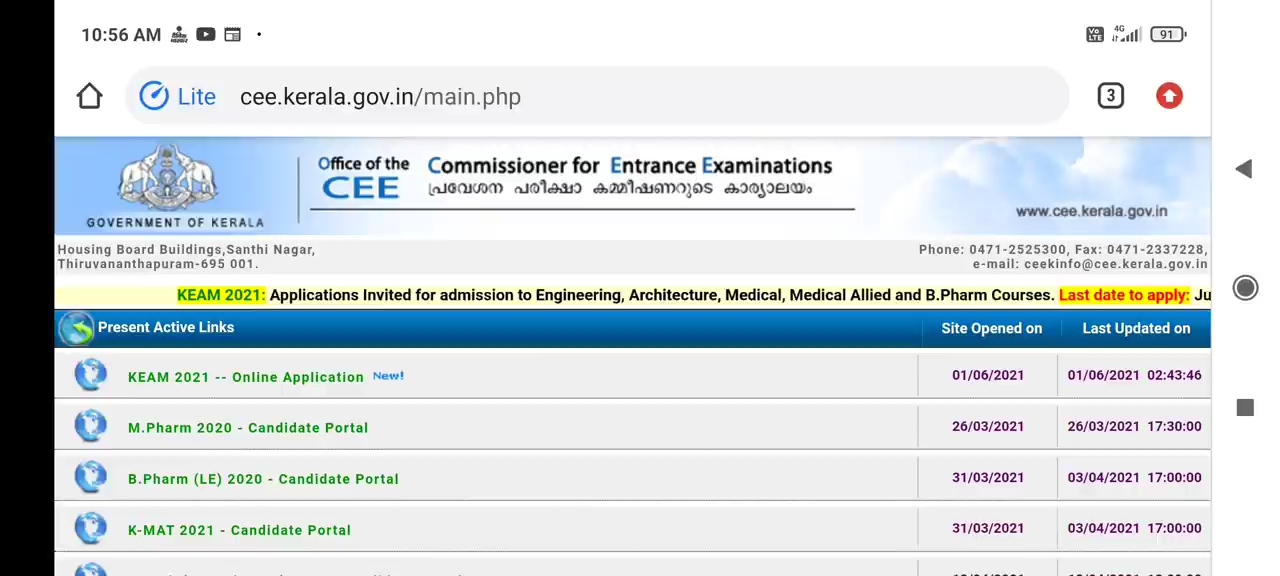 10:56 AM
Vo LTE 4G 91
Lite cee.kerala.gov.in/main.php 3
Office of the Commissioner for Entrance Examinations
CEE പ്രവേശന പരീക്ഷാ കമ്മീഷണറുടെ കാര്യാലയം
GOVERNMENT OF KERALA
www.cee.kerala.gov.in
Housing Board Buildings,Santhi Nagar,
Thiruvananthapuram-695 001.
Phone: 0471-2525300, Fax: 0471-2337228,
e-mail: ceekinfo@cee.kerala.gov.in
KEAM 2021: Applications Invited for admission to Engineering, Architecture, Medical, Medical Allied and B.Pharm Courses. Last date to apply: Ju
Present Active Links Site Opened on Last Updated on
KEAM 2021 -- Online Application New! 01/06/2021 01/06/2021 02:43:46
M.Pharm 2020 - Candidate Portal 26/03/2021 26/03/2021 17:30:00
B.Pharm (LE) 2020 - Candidate Portal 31/03/2021 03/04/2021 17:00:00
K-MAT 2021 - Candidate Portal 31/03/2021 03/04/2021 17:00:00